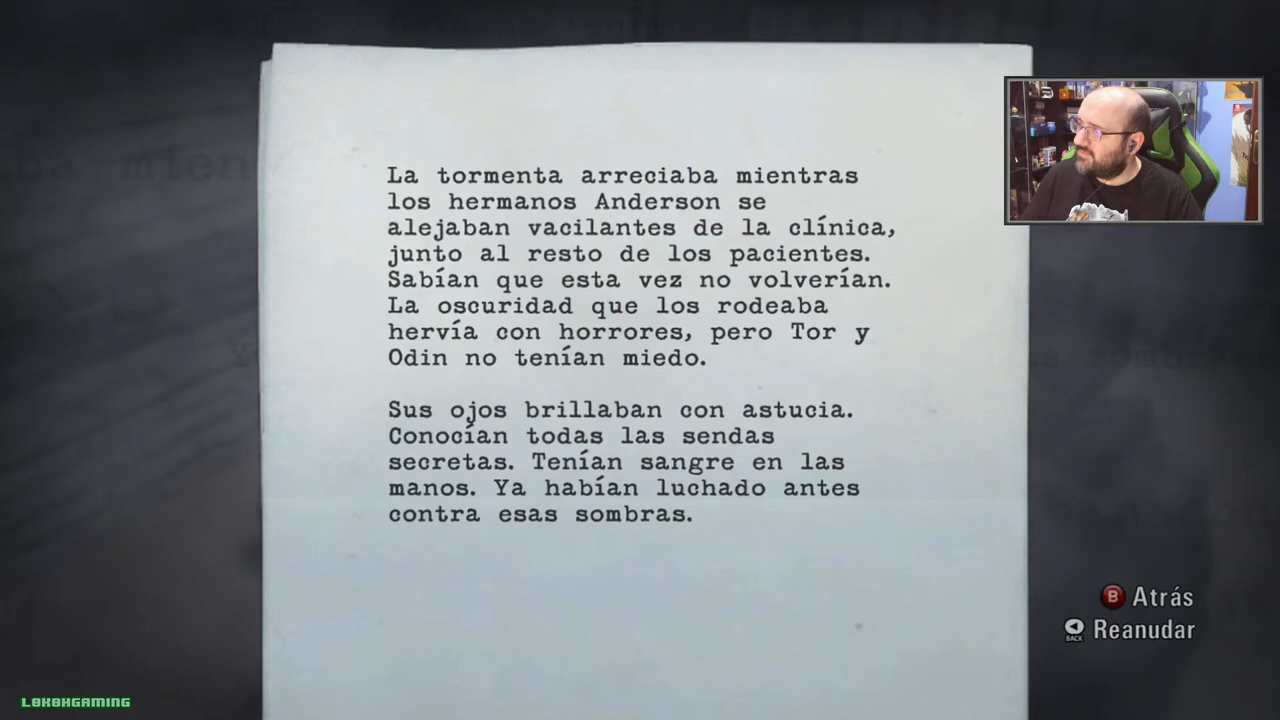 La tormenta arreciaba mientras
los hermanos Anderson se
alejaban vacilantes de la clínica,
junto al resto de los pacientes.
Sabían que esta vez no volverían.
La oscuridad que los rodeaba
hervía con horrores, pero Tor y
Odin no tenían miedo.
Sus ojos brillaban con astucia.
Conocían todas las sendas
secretas. Tenían sangre en las
manos. Ya habían luchado antes
contra esas sombras.
B Atrás
BACK Reanudar
L0K0XGAMING